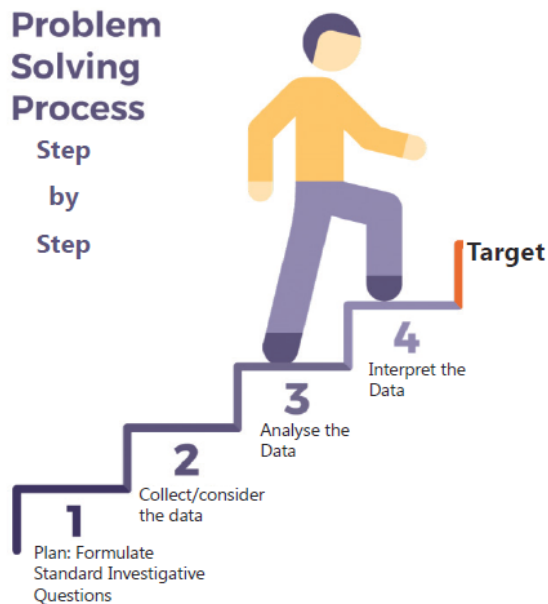 Problem
Solving
Process
Step
by
Step
Target
4
Interpret the
Data
3
Analyse the
Data
2
Collect/consider
the data
1
Plan: Formulate
Standard Investigative
Questions